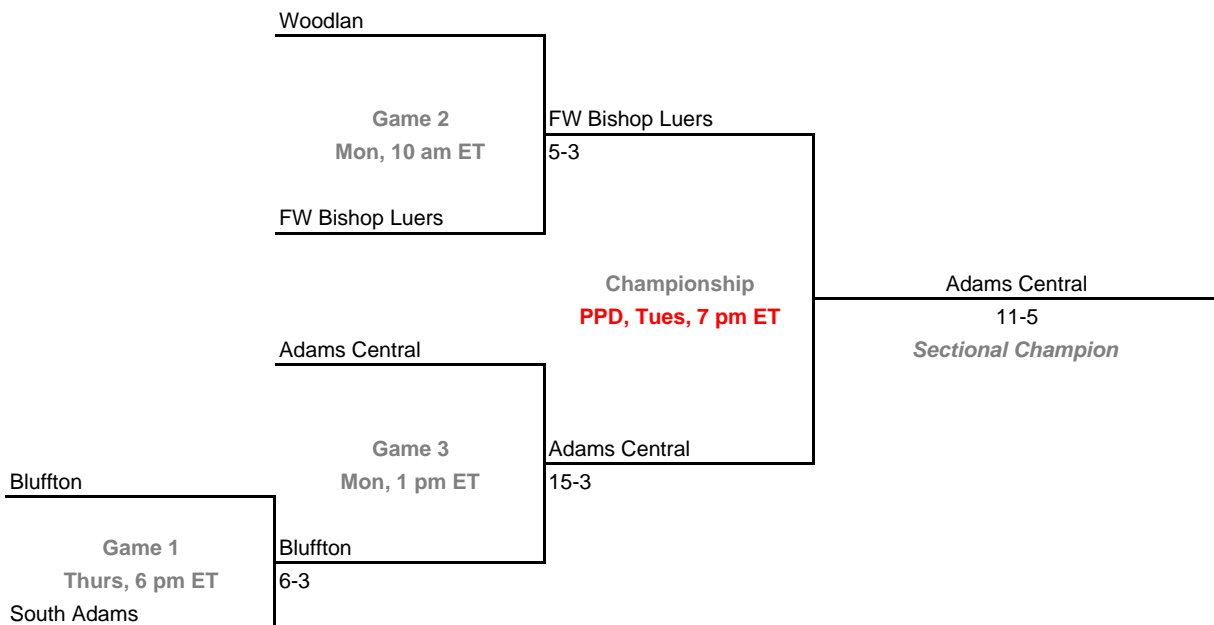 Woodlan
Game 2
FW Bishop Luers
Mon, 10 am ET
5-3
FW Bishop Luers
Championship
Adams Central
PPD, Tues, 7 pm ET
11-5
Adams Central
Sectional Champion
Game 3
Adams Central
Bluffton
Mon, 1 pm ET
15-3
Game 1
Bluffton
Thurs, 6 pm ET
6-3
South Adams